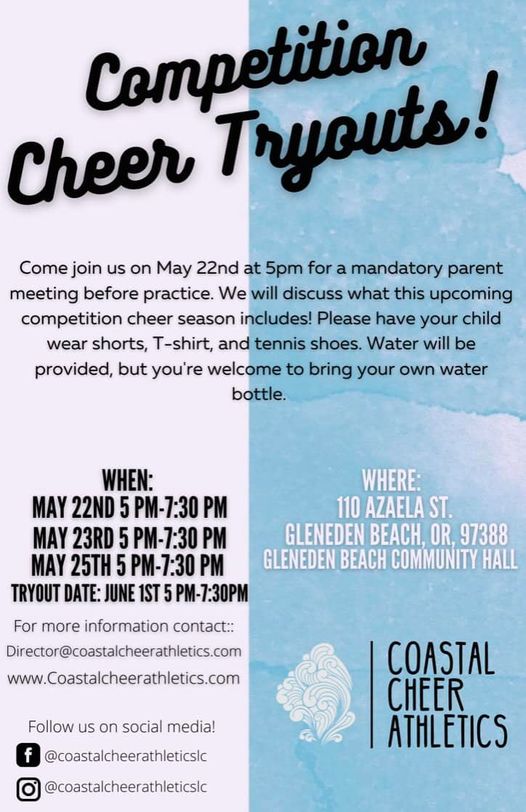 Competition
Cheer Tryouts!
Come join us on May 22nd at 5pm for a mandatory parent
meeting before practice. We will discuss what this upcoming
competition cheer season includes! Please have your child
wear shorts, T-shirt, and tennis shoes. Water will be
provided, but you're welcome to bring your own water
bottle.
WHEN:
MAY 22ND 5 PM-7:30 PM
MAY 23RD 5 PM-7:30 PM
MAY 25TH 5 PM-7:30 PM
TRYOUT DATE: JUNE 1ST 5 PM-7:30PM
WHERE:
110 AZAELA ST.
GLENEDEN BEACH, OR, 97388
GLENEDEN BEACH COMMUNITY HALL
For more information contact::
Director@coastalcheerathletics.com
www.Coastalcheerathletics.com
Follow us on social media!
@coastalcheerathleticslc
@coastalcheerathleticslc
COASTAL
CHEER
ATHLETICS